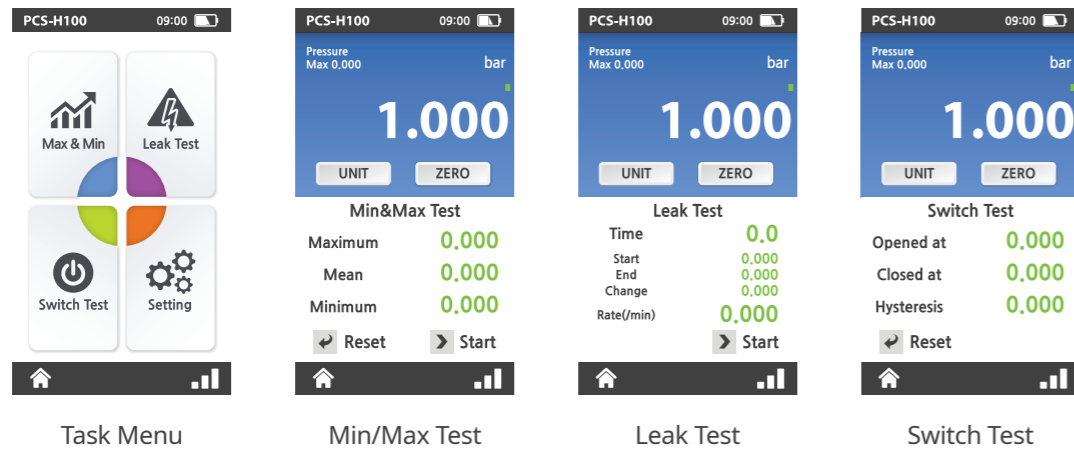 PCS-H100 09:00
Max & Min Leak Test
Switch Test Setting
Task Menu
PCS-H100 09:00
Pressure
Max 0.000 bar
1.000
UNIT ZERO
Min&Max Test
Maximum 0.000
Mean 0.000
Minimum 0.000
Reset Start
Min/Max Test
PCS-H100 09:00
Pressure
Max 0.000 bar
1.000
UNIT ZERO
Leak Test
Time 0.0
Start 0.000
End 0.000
Change 0.000
Rate(/min) 0.000
Start
Leak Test
PCS-H100 09:00
Pressure
Max 0.000 bar
1.000
UNIT ZERO
Switch Test
Opened at 0.000
Closed at 0.000
Hysteresis 0.000
Reset
Switch Test